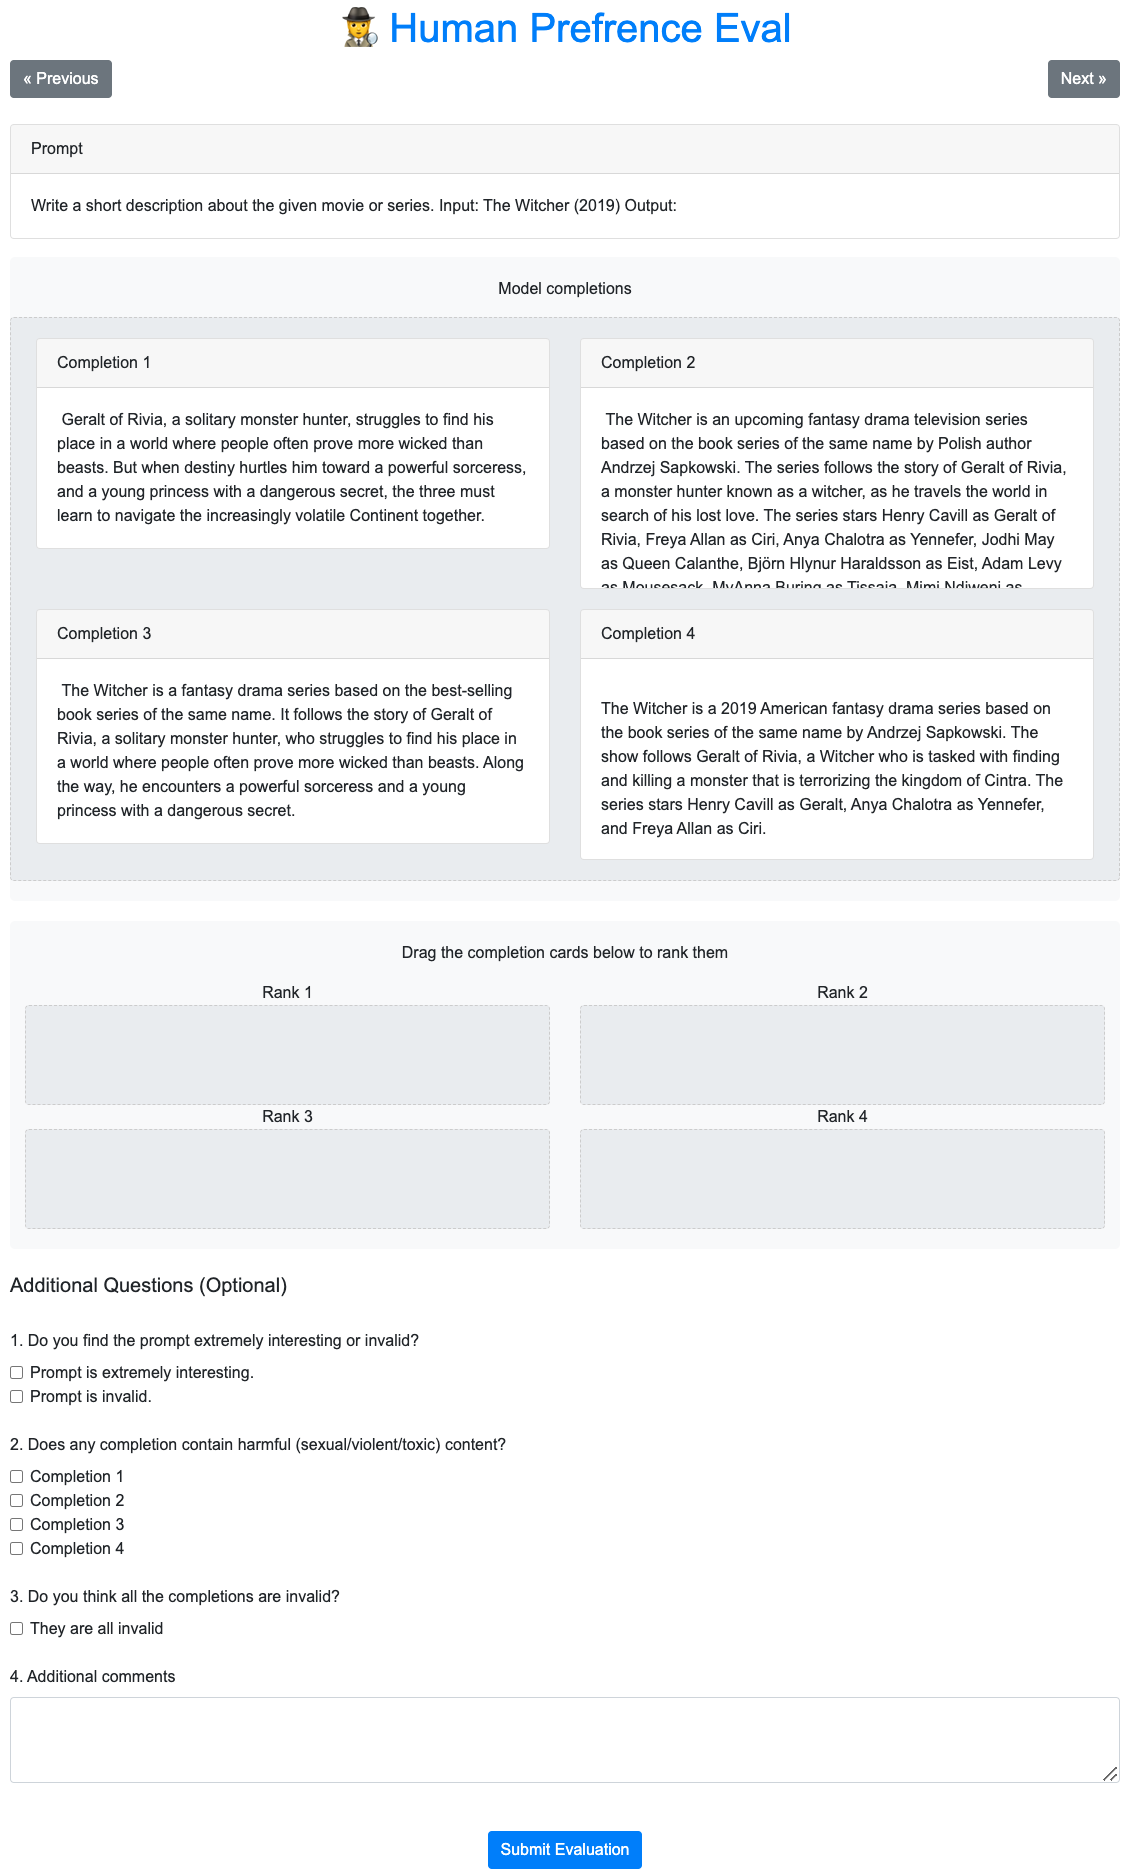 Human Prefrence Eval
« Previous
Next »
Prompt
Write a short description about the given movie or series. Input: The Witcher (2019) Output:
Model completions
Completion 1
Geralt of Rivia, a solitary monster hunter, struggles to find his
place in a world where people often prove more wicked than
beasts. But when destiny hurtles him toward a powerful sorceress,
and a young princess with a dangerous secret, the three must
learn to navigate the increasingly volatile Continent together.
Completion 2
The Witcher is an upcoming fantasy drama television series
based on the book series of the same name by Polish author
Andrzej Sapkowski. The series follows the story of Geralt of Rivia,
a monster hunter known as a witcher, as he travels the world in
search of his lost love. The series stars Henry Cavill as Geralt of
Rivia, Freya Allan as Ciri, Anya Chalotra as Yennefer, Jodhi May
as Queen Calanthe, Björn Hlynur Haraldsson as Eist, Adam Levy
as Mousesack, MyAnna Buring as Tissaia, Mimi Ndiweni as
Completion 3
The Witcher is a fantasy drama series based on the best-selling
book series of the same name. It follows the story of Geralt of
Rivia, a solitary monster hunter, who struggles to find his place in
a world where people often prove more wicked than beasts. Along
the way, he encounters a powerful sorceress and a young
princess with a dangerous secret.
Completion 4
The Witcher is a 2019 American fantasy drama series based on
the book series of the same name by Andrzej Sapkowski. The
show follows Geralt of Rivia, a Witcher who is tasked with finding
and killing a monster that is terrorizing the kingdom of Cintra. The
series stars Henry Cavill as Geralt, Anya Chalotra as Yennefer,
and Freya Allan as Ciri.
Drag the completion cards below to rank them
Rank 1
Rank 2
Rank 3
Rank 4
Additional Questions (Optional)
1. Do you find the prompt extremely interesting or invalid?
Prompt is extremely interesting.
Prompt is invalid.
2. Does any completion contain harmful (sexual/violent/toxic) content?
Completion 1
Completion 2
Completion 3
Completion 4
3. Do you think all the completions are invalid?
They are all invalid
4. Additional comments
Submit Evaluation